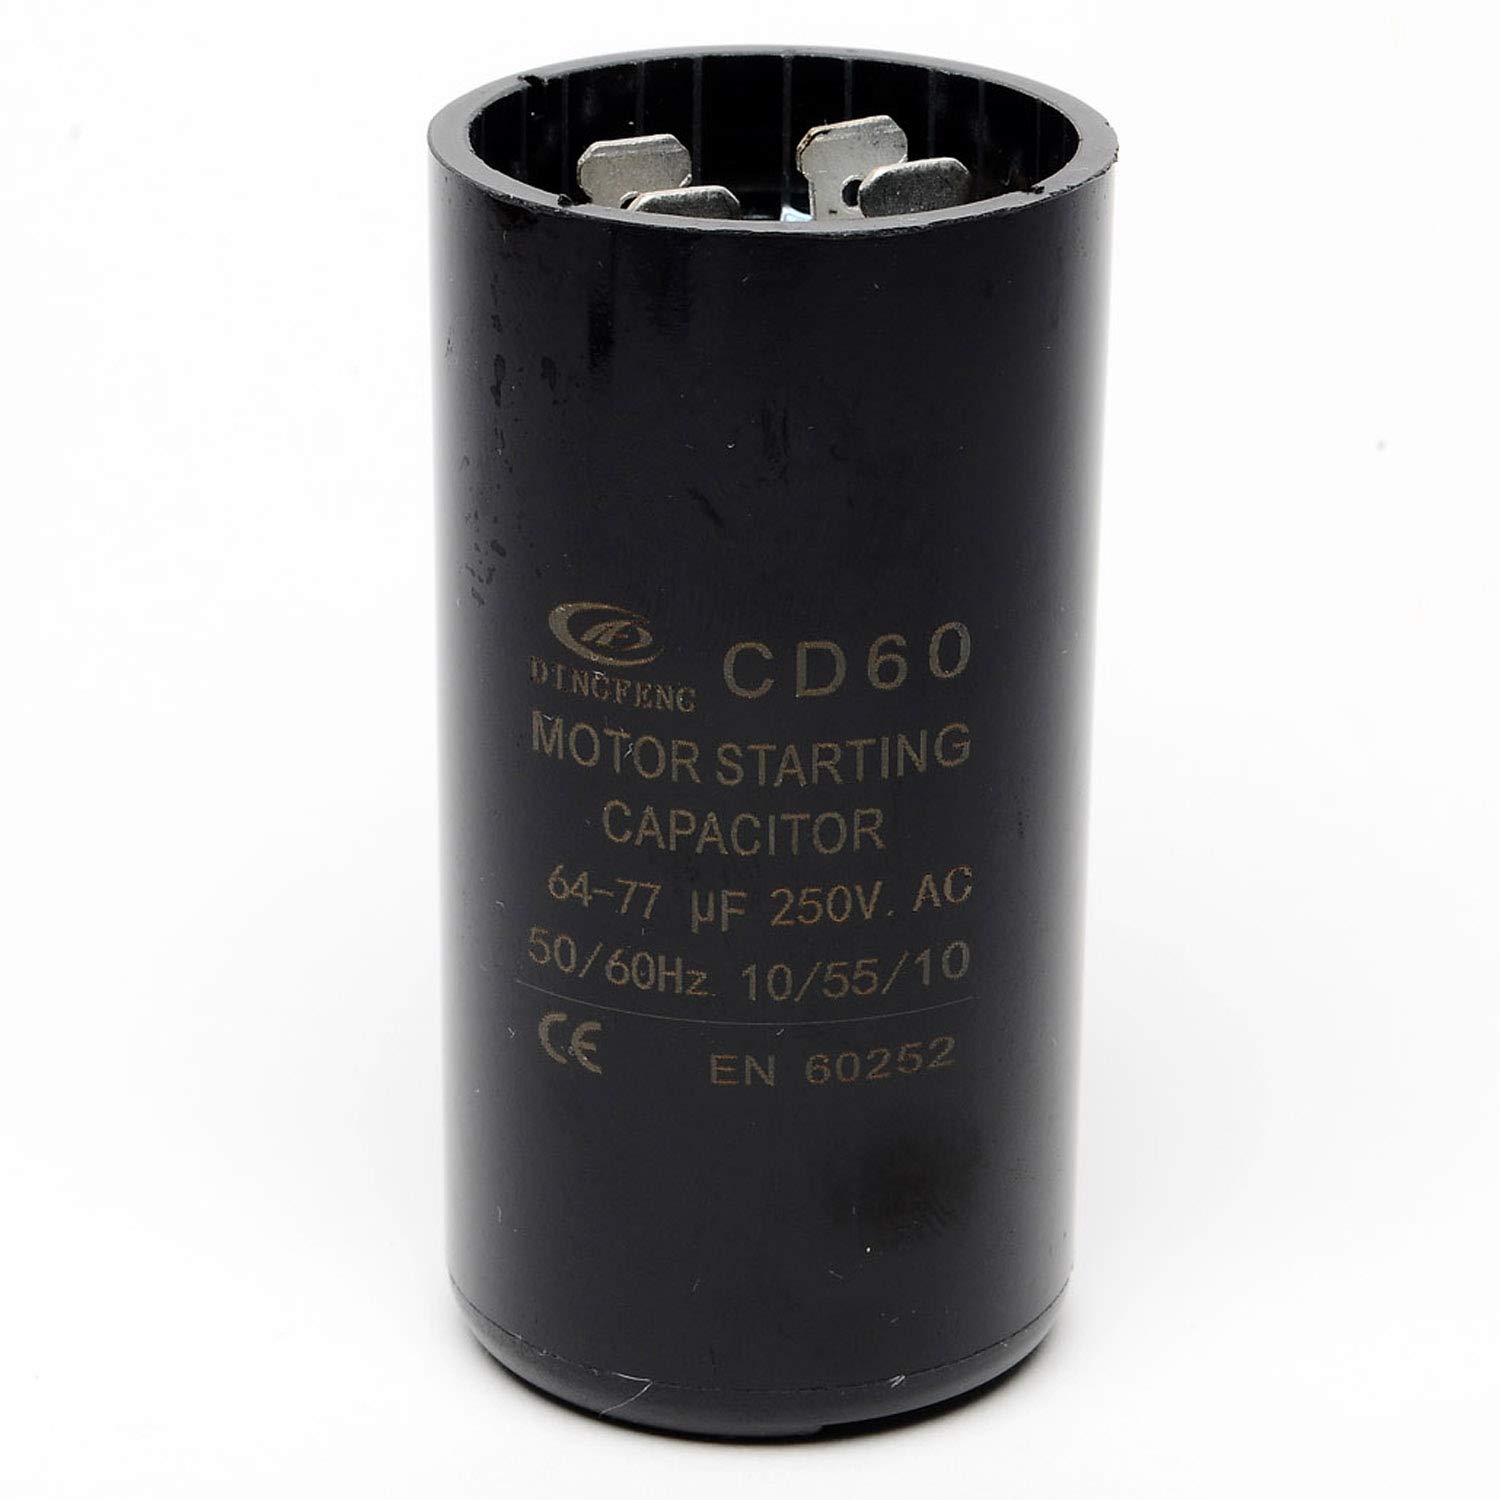 DINGFENG CD60
MOTOR STARTING
CAPACITOR
64-77 µF 250V. AC
50/60Hz 10/55/10
CE EN 60252